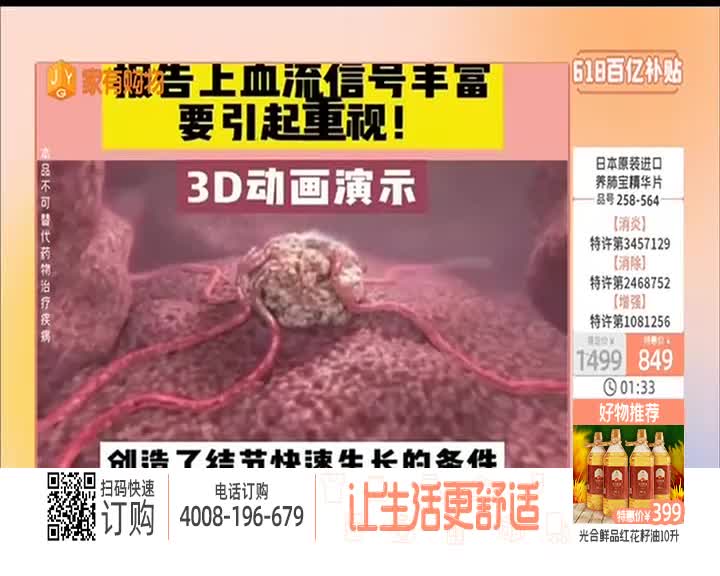 家有购物
报告上血流信号丰富
要引起重视！
3D动画演示
本品不可替代药物治疗疾病
创造了结节快速生长的条件
618百亿补贴
日本原装进口
养肺宝精华片
品号 258-564
【消炎】
特许第3457129
【消除】
特许第2468752
【增强】
特许第1081256
1499
特惠价¥
849
01:33
好物推荐
特惠价¥399
光合鲜品红花籽油10升
扫码快速
订购
电话订购
4008-196-679
让生活更舒适